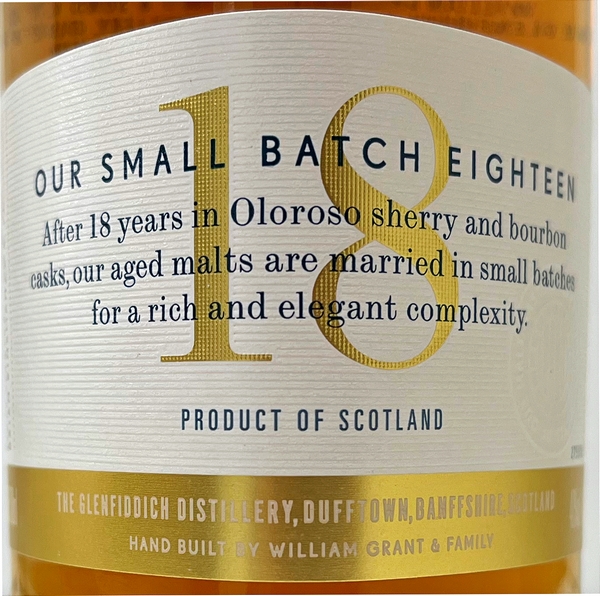 18
OUR SMALL BATCH EIGHTEEN
After 18 years in Oloroso sherry and bourbon
casks, our aged malts are married in small batches
for a rich and elegant complexity.
PRODUCT OF SCOTLAND
THE GLENFIDDICH DISTILLERY, DUFFTOWN, BANFFSHIRE, SCOTLAND
HAND BUILT BY WILLIAM GRANT & FAMILY